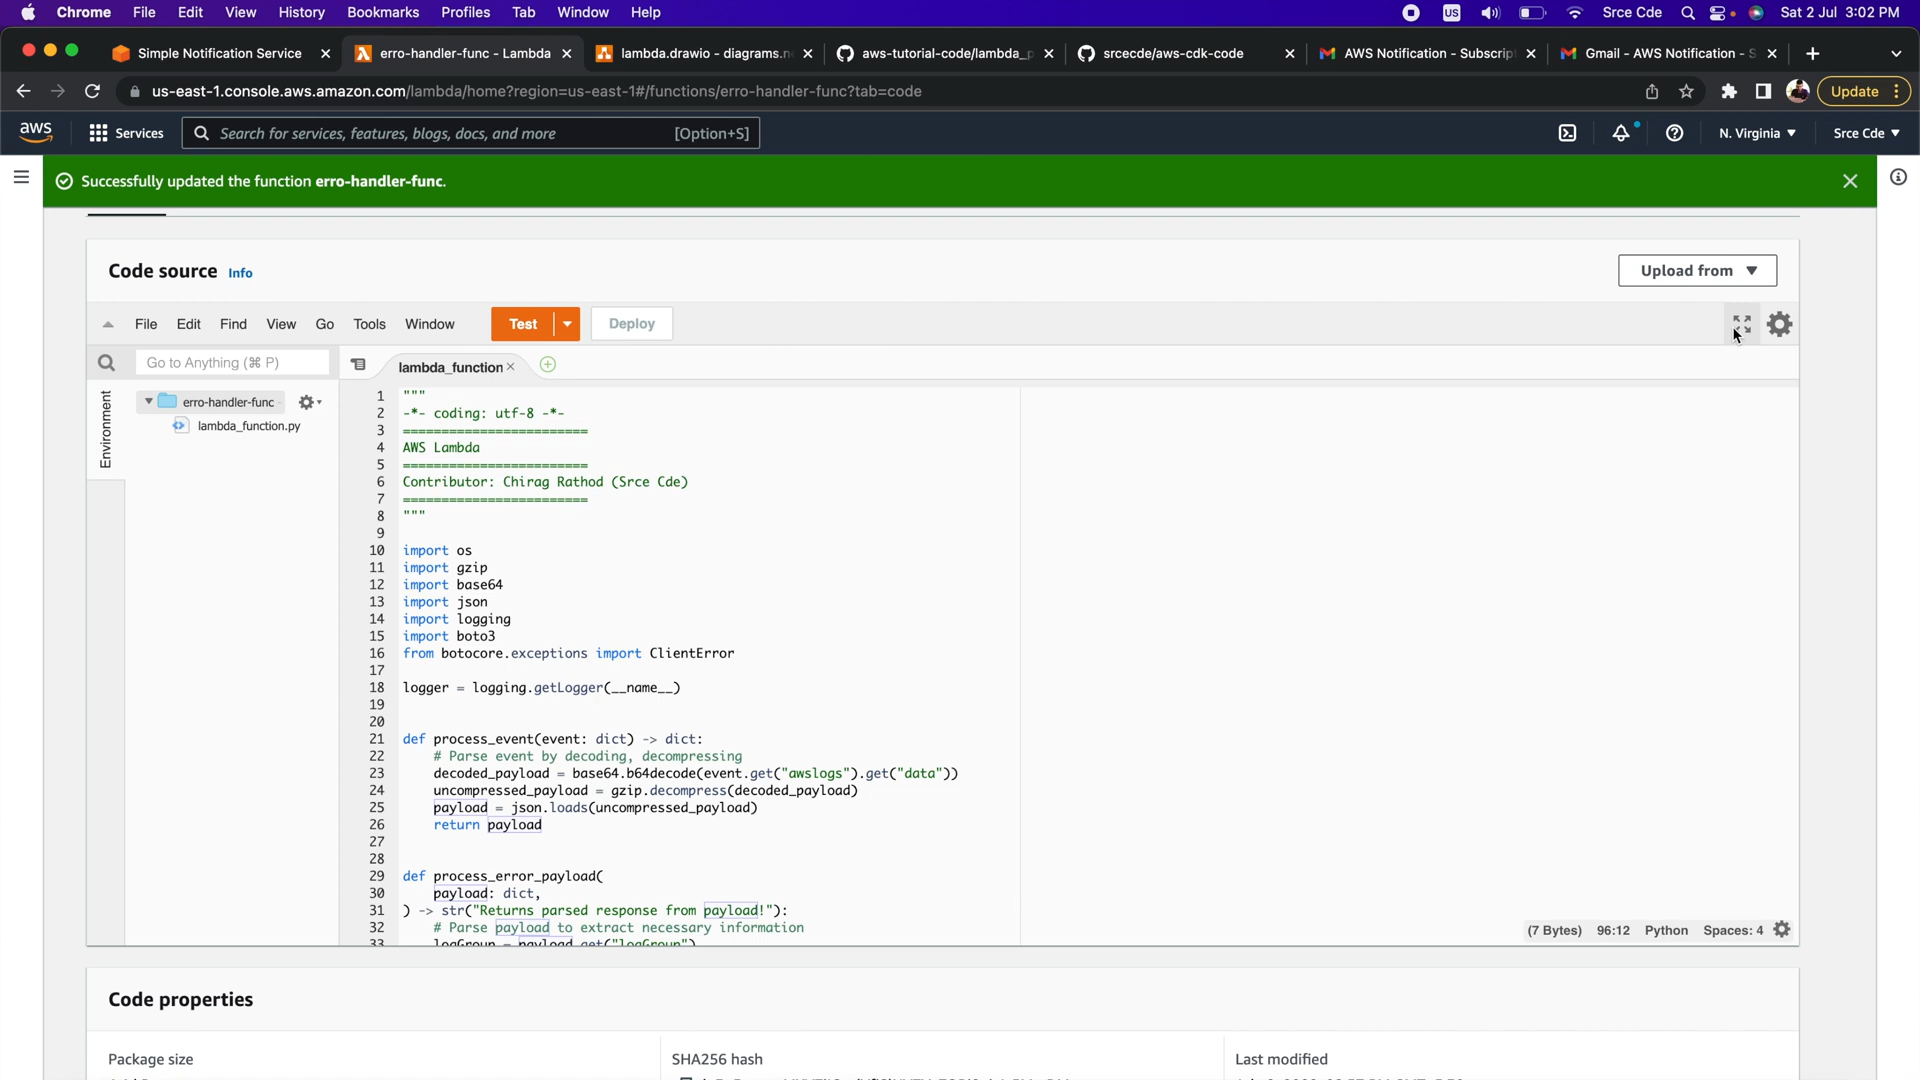 Chrome File Edit View History Bookmarks Profiles Tab Window Help US Srce Cde Sat 2 Jul 3:02 PM
Simple Notification Service erro-handler-func - Lambda lambda.drawio - diagrams.n aws-tutorial-code/lambda_p srcecde/aws-cdk-code AWS Notification - Subscript Gmail - AWS Notification - S
us-east-1.console.aws.amazon.com/lambda/home?region=us-east-1#/functions/erro-handler-func?tab=code Update
aws Services Search for services, features, blogs, docs, and more [Option+S] N. Virginia Srce Cde
Successfully updated the function erro-handler-func.
Code source Info Upload from
File Edit Find View Go Tools Window Test Deploy
Go to Anything (⌘ P) lambda_function
Environment
erro-handler-func
lambda_function.py
1 """
2 -*- coding: utf-8 -*-
3 ========================
4 AWS Lambda
5 ========================
6 Contributor: Chirag Rathod (Srce Cde)
7 ========================
8 """
9
10 import os
11 import gzip
12 import base64
13 import json
14 import logging
15 import boto3
16 from botocore.exceptions import ClientError
17
18 logger = logging.getLogger(__name__)
19
20
21 def process_event(event: dict) -> dict:
22 # Parse event by decoding, decompressing
23 decoded_payload = base64.b64decode(event.get("awslogs").get("data"))
24 uncompressed_payload = gzip.decompress(decoded_payload)
25 payload = json.loads(uncompressed_payload)
26 return payload
27
28
29 def process_error_payload(
30 payload: dict,
31 ) -> str("Returns parsed response from payload!"):
32 # Parse payload to extract necessary information
33 logGroup = payload.get("logGroup")
(7 Bytes) 96:12 Python Spaces: 4
Code properties
Package size SHA256 hash Last modified